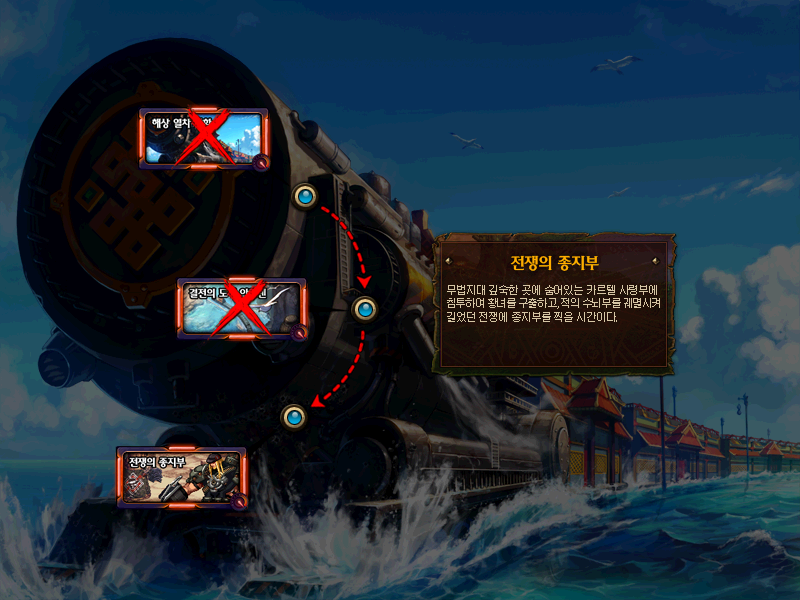 해상 열차
결전의 도
전쟁의 종지부
전쟁의 종지부
무법지대 깊숙한 곳에 숨어있는 카르텔 사령부에
침투하여 황녀를 구출하고,적의 수뇌부를 궤멸시켜
길었던 전쟁에 종지부를 찍을 시간이다.